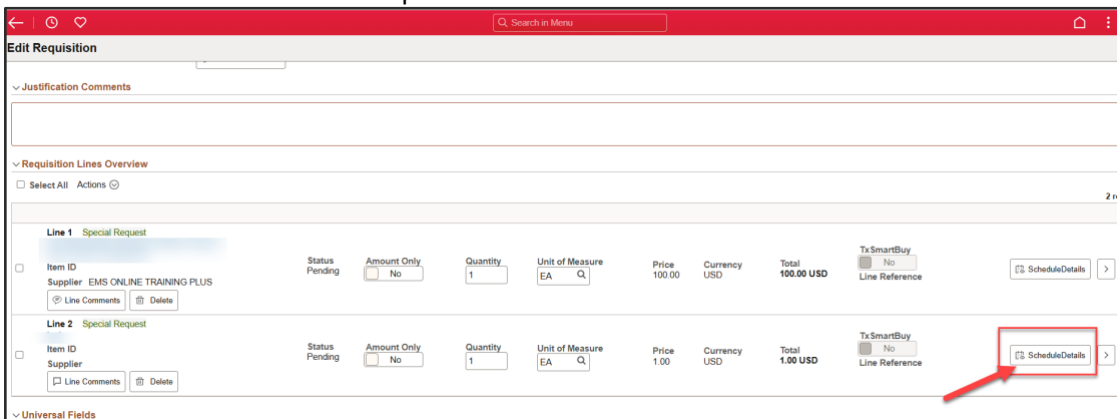 Search in Menu
Edit Requisition
Justification Comments
Requisition Lines Overview
Select All Actions
Line 1 Special Request
Item ID
Supplier EMS ONLINE TRAINING PLUS
Line Comments Delete
Status
Pending
Amount Only
No
Quantity
1
Unit of Measure
EA
Price
100.00
Currency
USD
Total
100.00 USD
TxSmartBuy
No
Line Reference
ScheduleDetails
Line 2 Special Request
Item ID
Supplier
Line Comments Delete
Status
Pending
Amount Only
No
Quantity
1
Unit of Measure
EA
Price
1.00
Currency
USD
Total
1.00 USD
TxSmartBuy
No
Line Reference
ScheduleDetails
Universal Fields